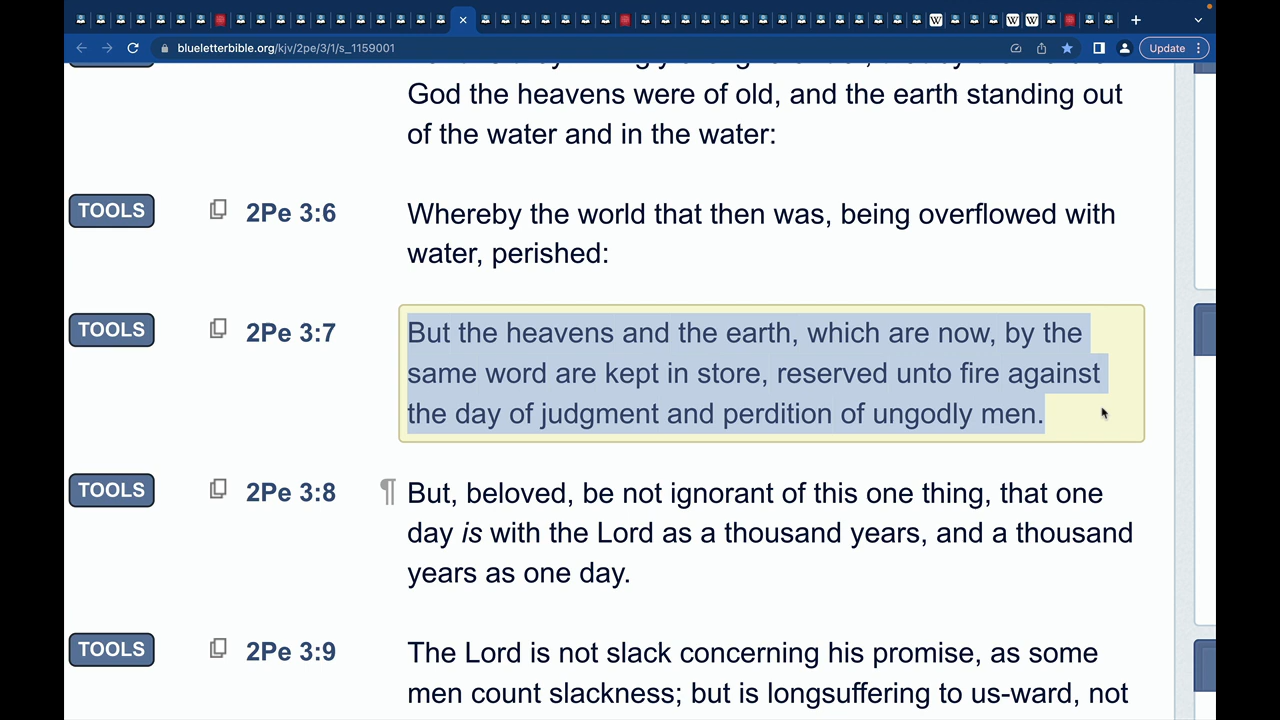 W
W W
blueletterbible.org/kjv/2pe/3/1/s_1159001
Update
God the heavens were of old, and the earth standing out
of the water and in the water:
TOOLS
2Pe 3:6
Whereby the world that then was, being overflowed with
water, perished:
TOOLS
2Pe 3:7
But the heavens and the earth, which are now, by the
same word are kept in store, reserved unto fire against
the day of judgment and perdition of ungodly men.
TOOLS
2Pe 3:8
¶ But, beloved, be not ignorant of this one thing, that one
day is with the Lord as a thousand years, and a thousand
years as one day.
TOOLS
2Pe 3:9
The Lord is not slack concerning his promise, as some
men count slackness; but is longsuffering to us-ward, not